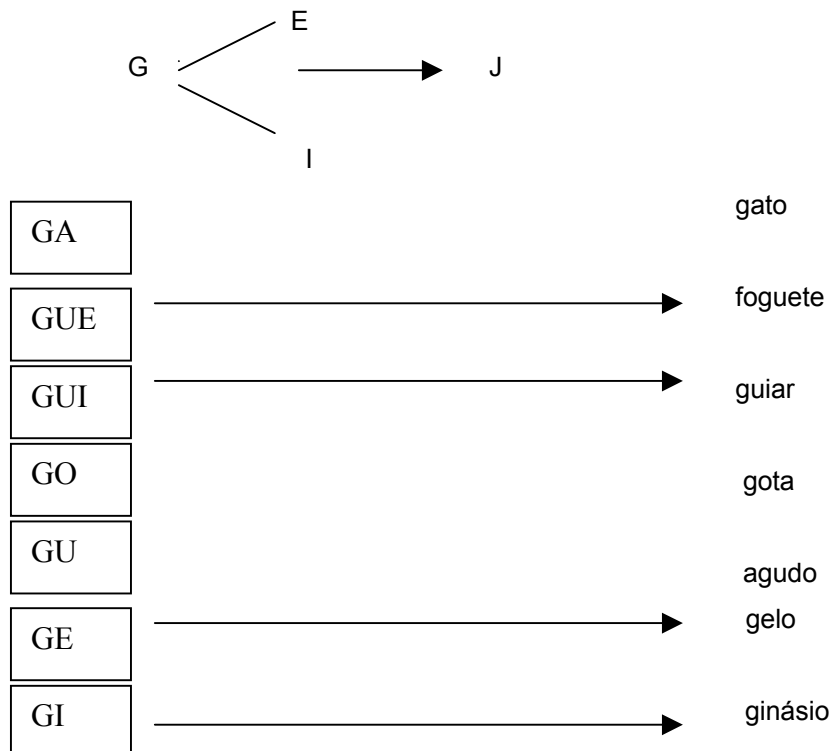 E
G J
I
GA gato
GUE foguete
GUI guiar
GO gota
GU agudo
GE gelo
GI ginásio